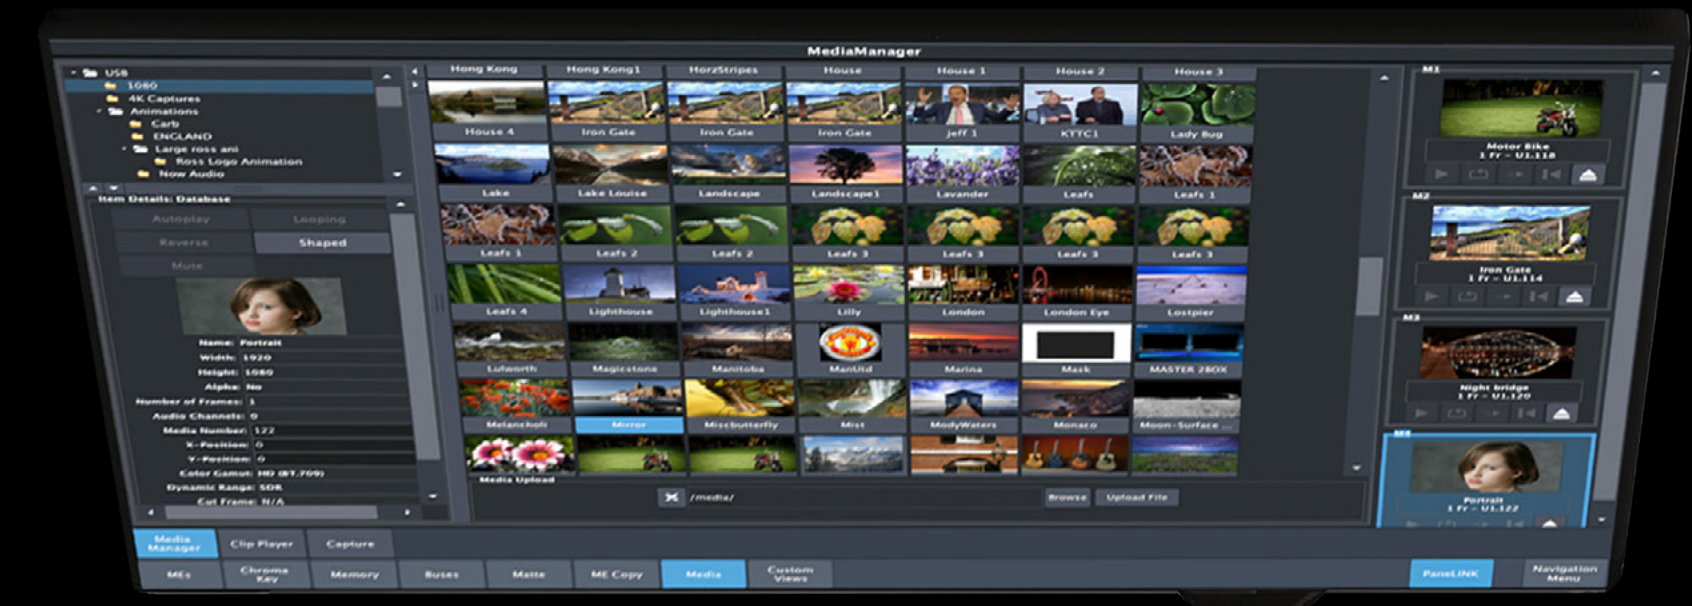 MediaManager
USB
1080
4K Captures
Animations
Carb
ENGLAND
Large ross ani
Ross Logo Animation
Now Audio
Item Details: Database
Autoplay
Looping
Reverse
Shaped
Mute
Name: Portrait
Width: 1920
Height: 1080
Alpha: No
Number of Frames: 1
Audio Channels: 0
Media Number: 122
X-Position: 0
Y-Position: 0
Color Gamut: HD (BT.709)
Dynamic Range: SDR
Cut Frame: N/A
Hong Kong Hong Kong1 HorzStripes House House 1 House 2 House 3
House 4 Iron Gate Iron Gate Iron Gate jeff 1 KTTC1 Lady Bug
Lake Lake Louise Landscape Landscape1 Lavander Leafs Leafs 1
Leafs 1 Leafs 2 Leafs 2 Leafs 3 Leafs 3 Leafs 3 Leafs 3
Leafs 4 Lighthouse Lighthouse1 Lilly London London Eye Lostpier
Lulworth Magicstone Manitoba ManUtd Marina Mask MASTER 2BOX
Melancholi Mirror Miscbutterfly Mist ModyWaters Monaco Moon-Surface ...
Media Upload
/media/
Browse
Upload File
M1
Motor Bike
1 Fr - U1.118
M2
Iron Gate
1 Fr - U1.114
M3
Night bridge
1 Fr - U1.120
M4
Portrait
1 Fr - U1.122
Media
Manager
Clip Player
Capture
MEs
Chroma
Key
Memory
Buses
Matte
ME Copy
Media
Custom
Views
PaneLINK
Navigation
Menu